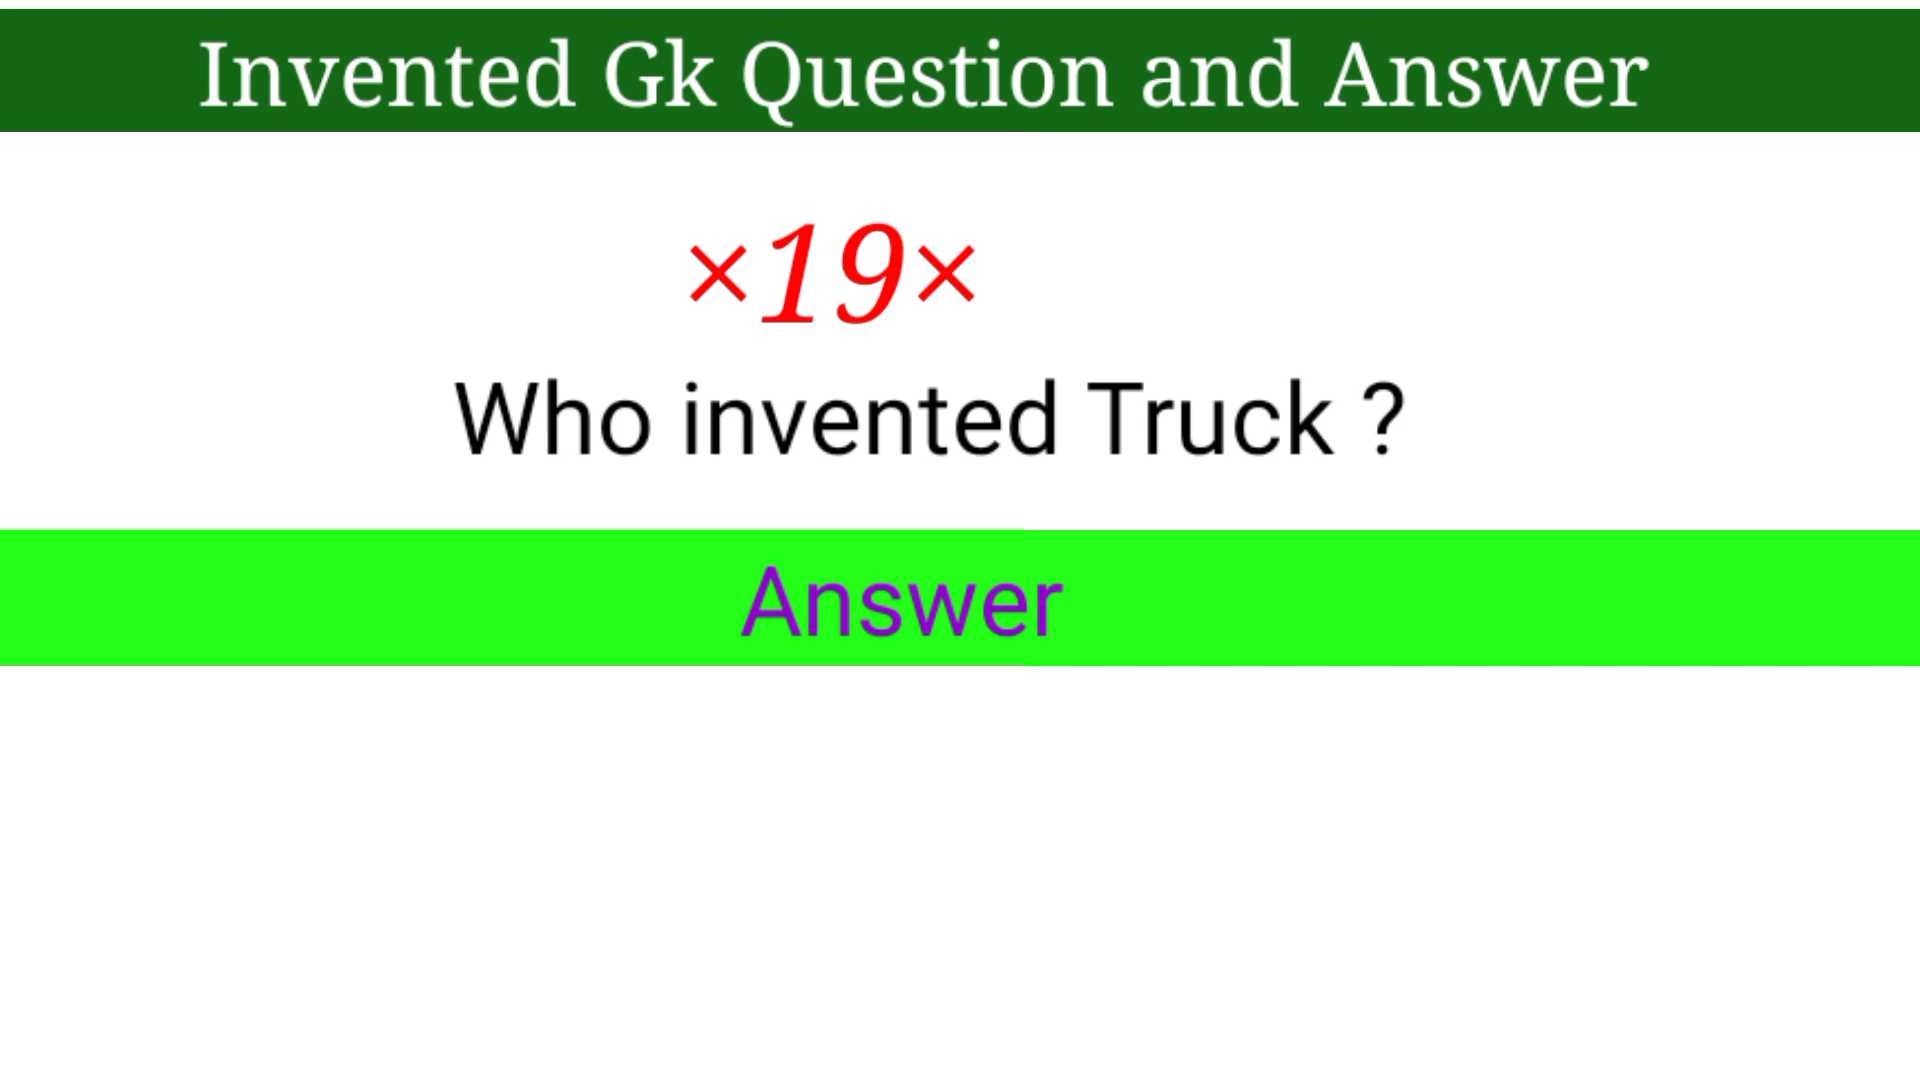 Invented Gk Question and Answer
×19×
Who invented Truck ?
Answer